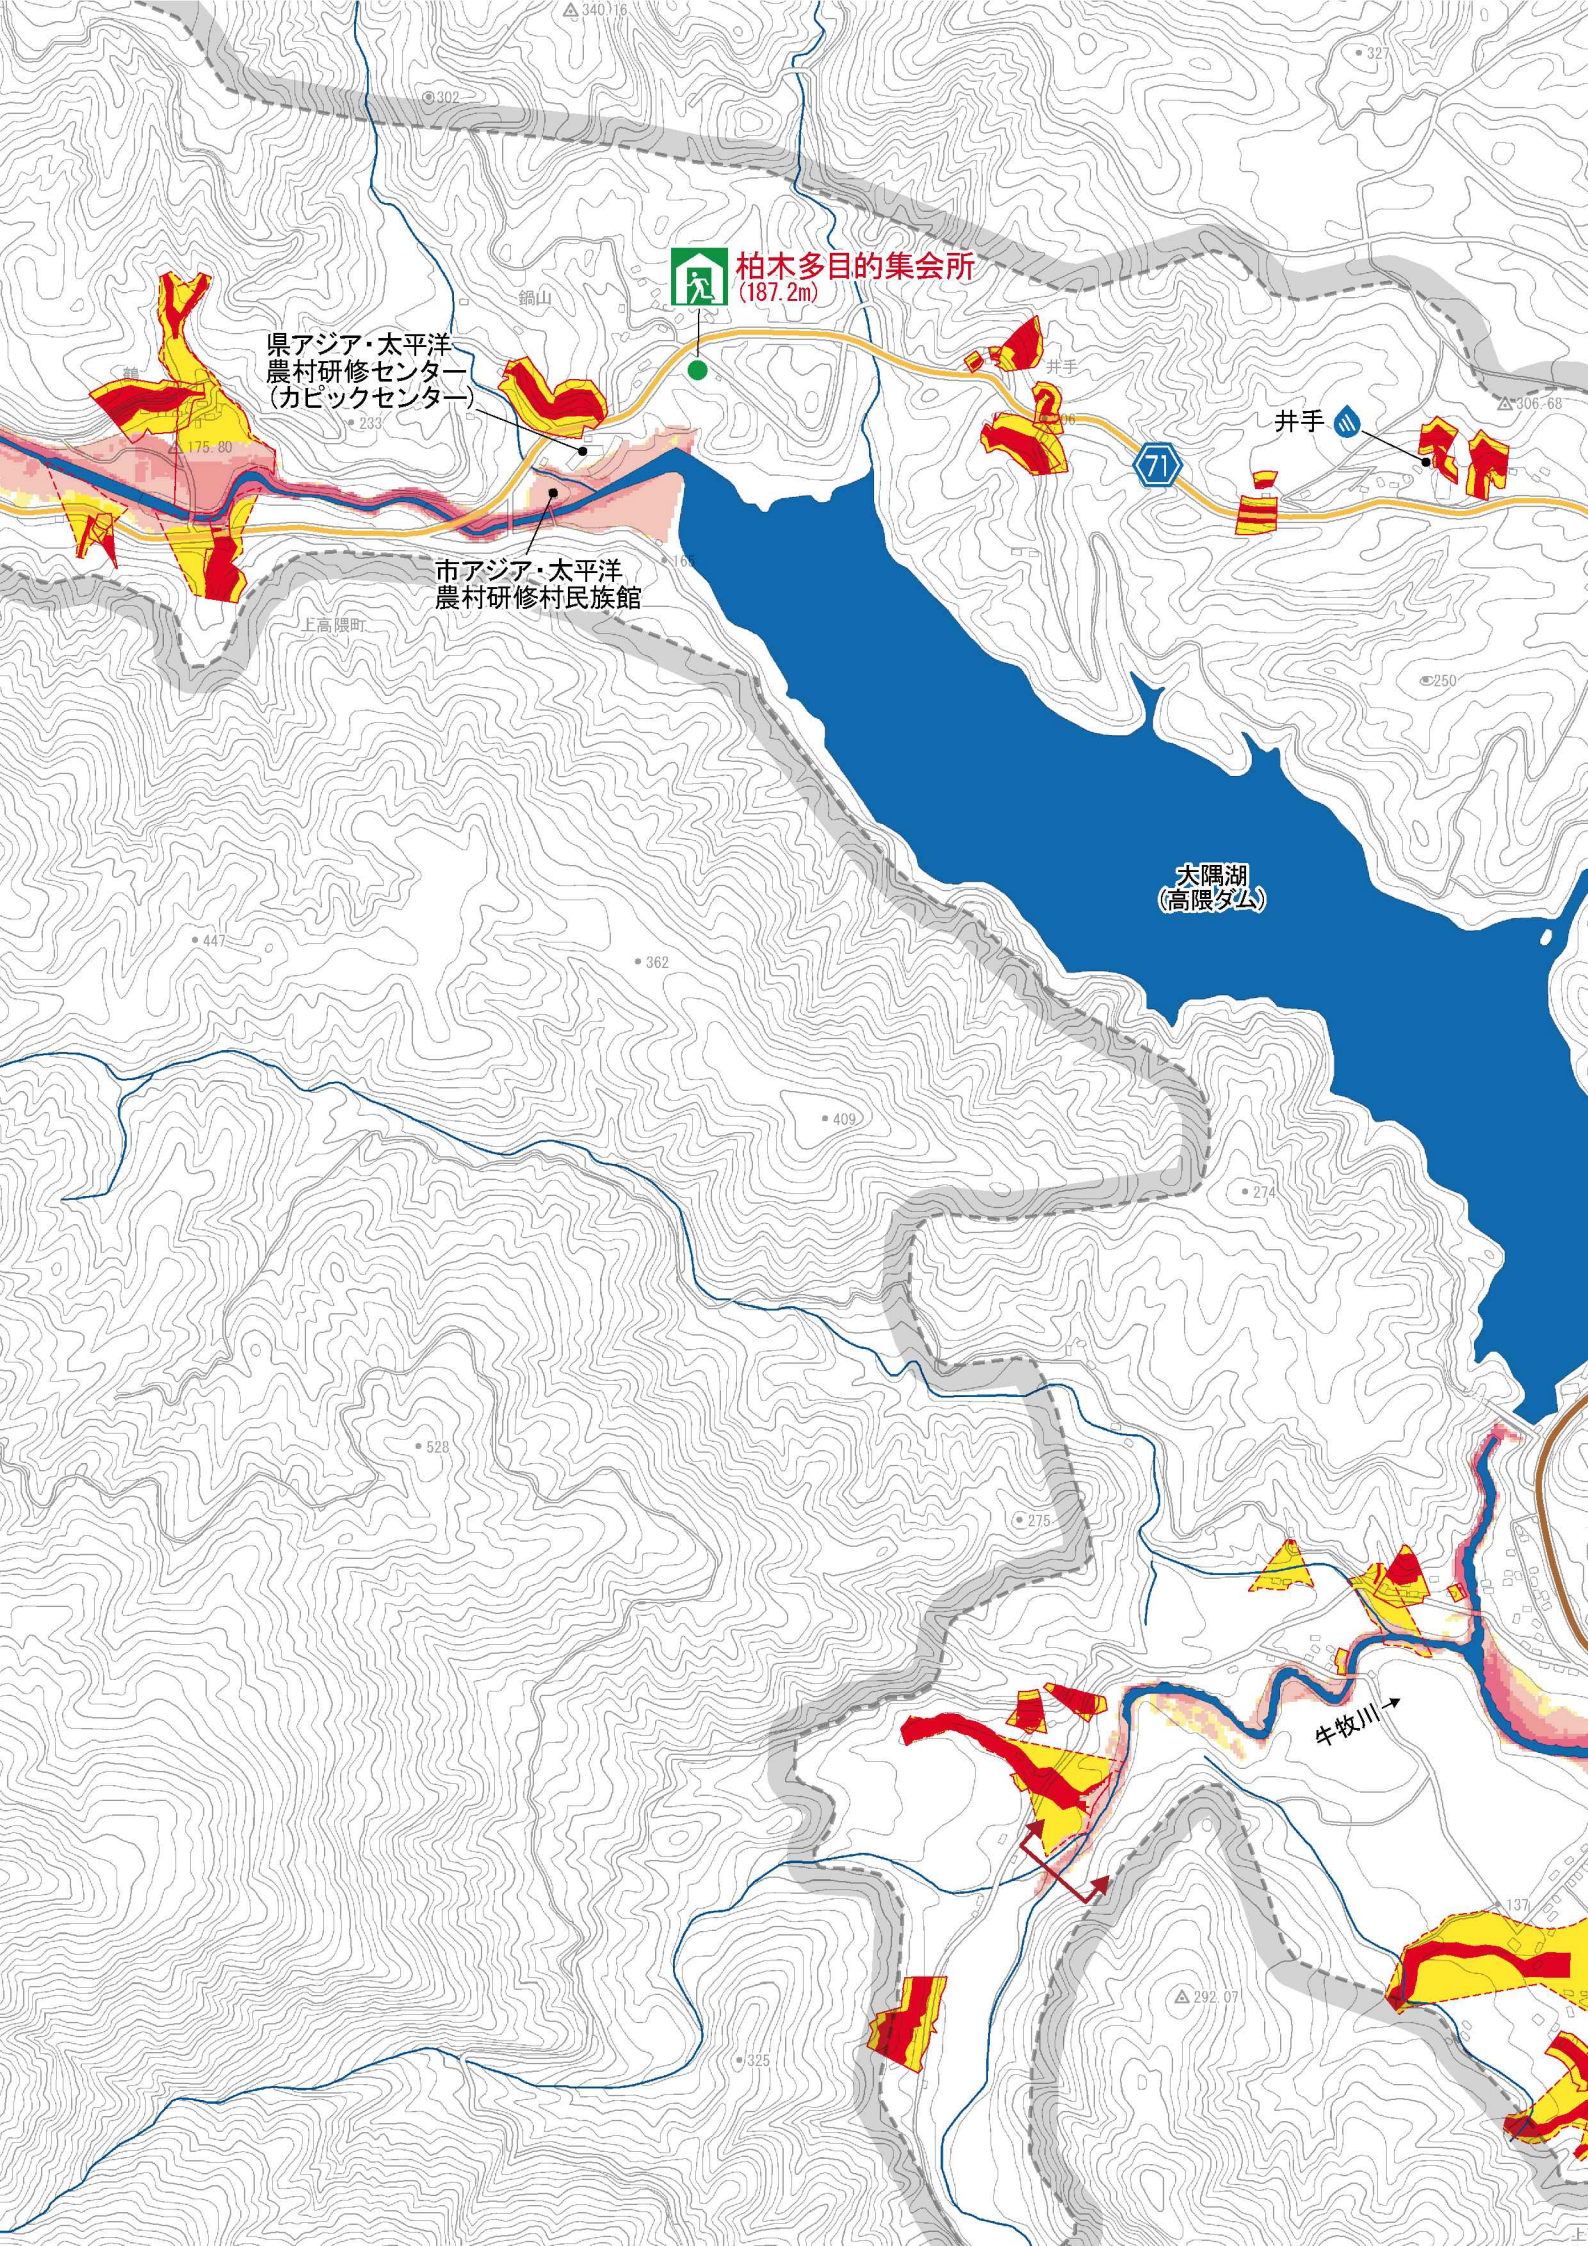 340.16
327
302
柏木多目的集会所
(187.2m)
鍋山
県アジア・太平洋
農村研修センター
(カピックセンター)
鶴
井手
306.68
233
井手
206
175.80
71
165
市アジア・太平洋
農村研修村民族館
上高隈町
250
大隅湖
(高隈ダム)
447
362
409
274
528
275
牛牧川→
137
292.07
325
上